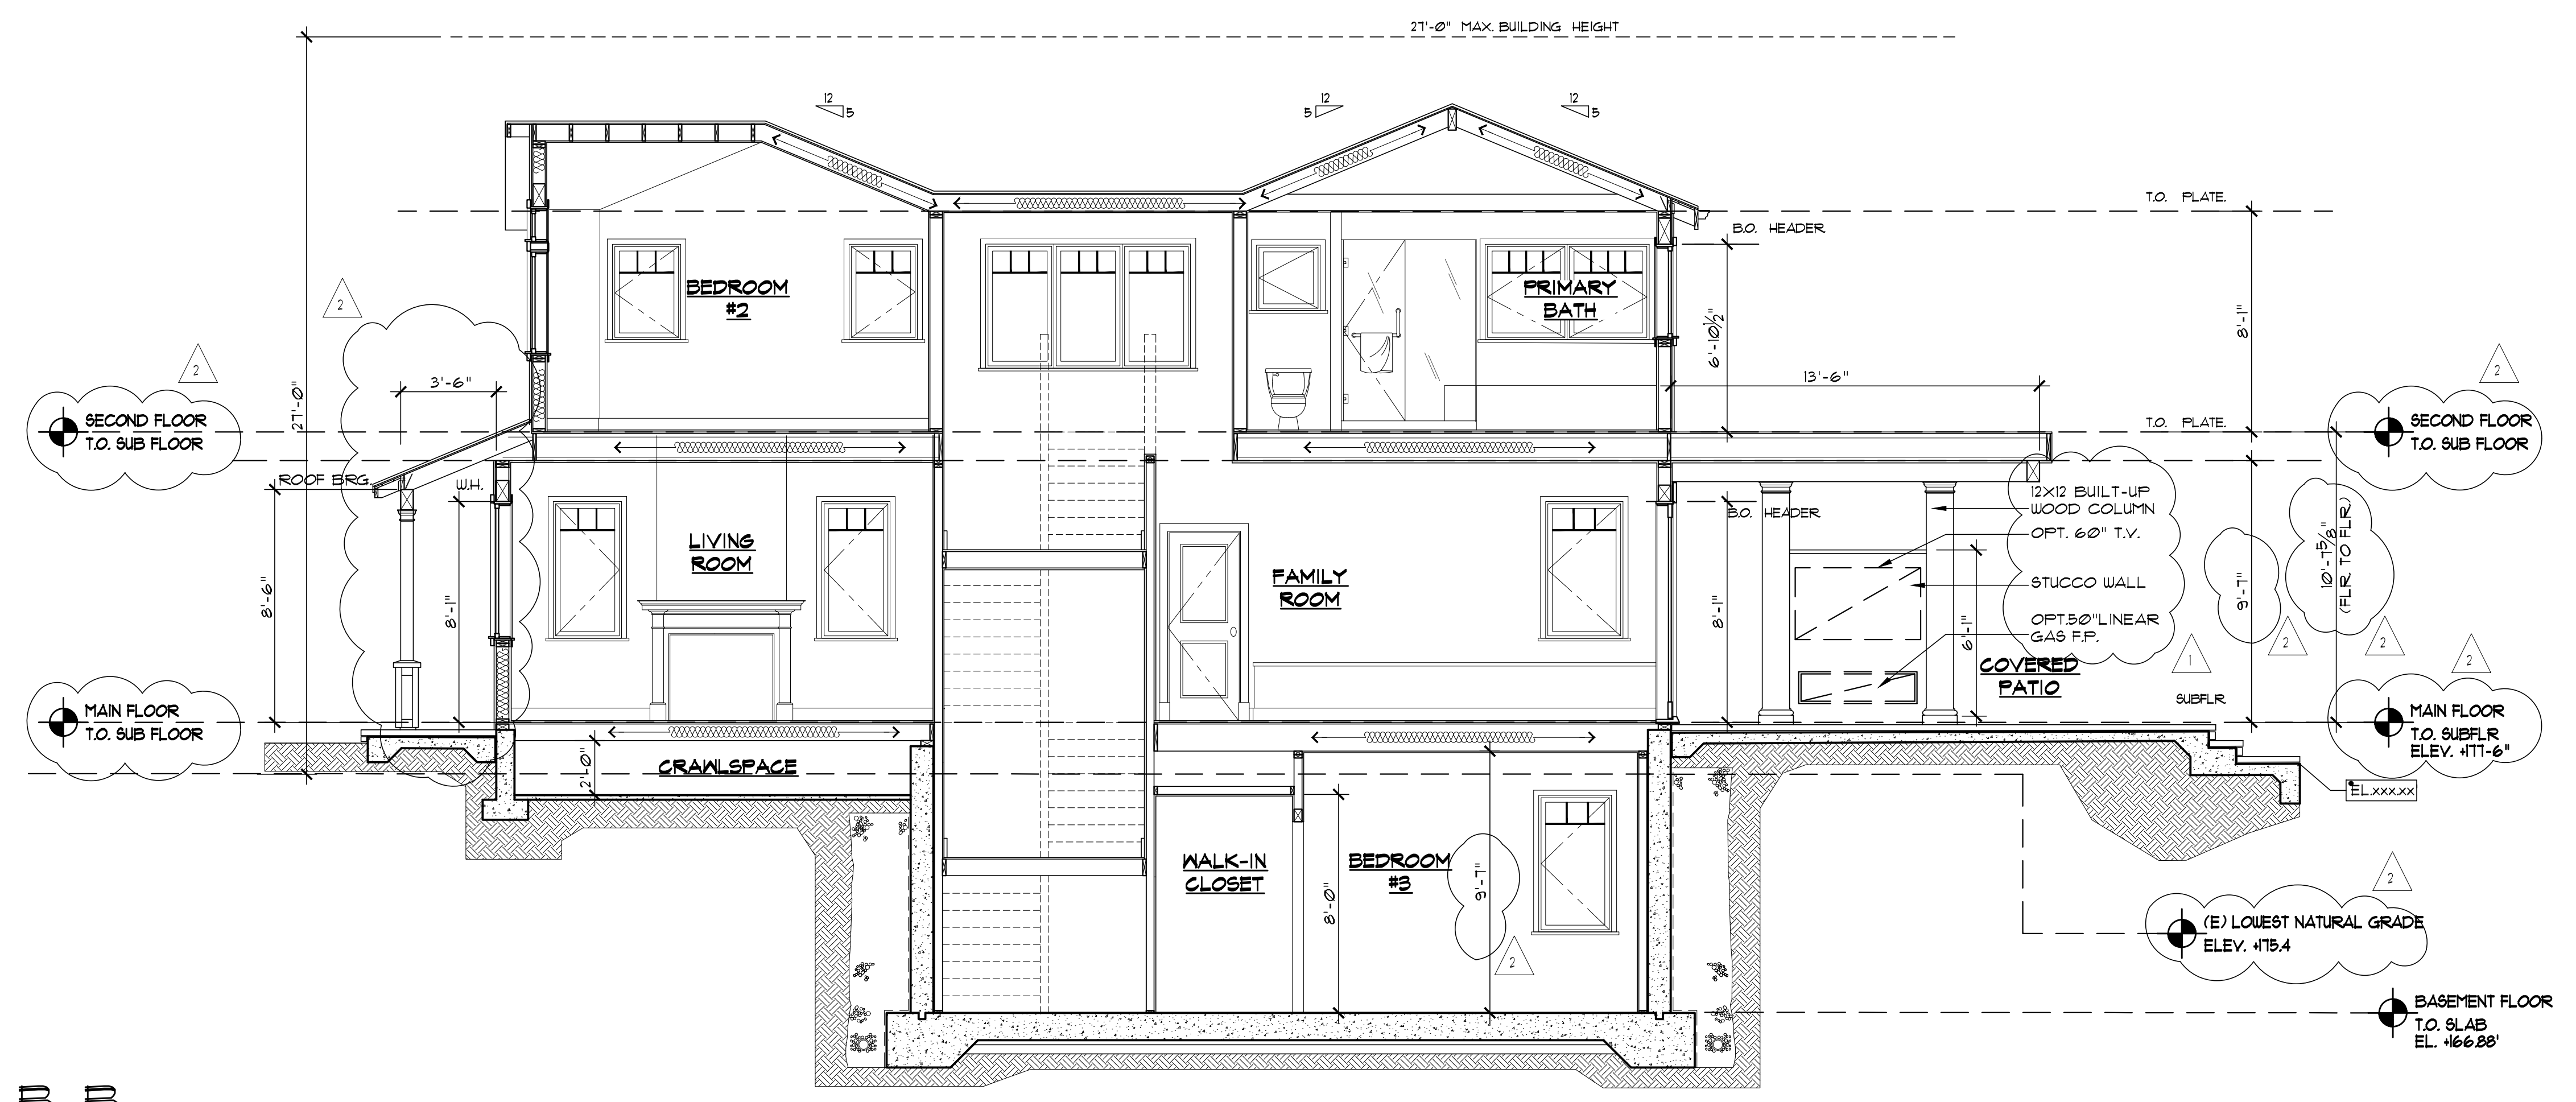 27'-0" MAX. BUILDING HEIGHT
12
5
12
5
12
5
T.O. PLATE.
B.O. HEADER
BEDROOM
#2
PRIMARY
BATH
2
2
27'-0"
3'-6"
6'-10½"
8'-1"
13'-6"
2
SECOND FLOOR
T.O. SUB FLOOR
T.O. PLATE.
SECOND FLOOR
T.O. SUB FLOOR
ROOF BRG.
W.H.
12X12 BUILT-UP
WOOD COLUMN
B.O. HEADER
OPT. 60" T.V.
LIVING
ROOM
FAMILY
ROOM
STUCCO WALL
OPT.50"LINEAR
GAS F.P.
8'-6"
8'-1"
8'-1"
6'-1"
9'-7"
10'-7⅝"
(FLR. TO FLR.)
1
2
2
2
COVERED
PATIO
SUBFLR
MAIN FLOOR
T.O. SUB FLOOR
MAIN FLOOR
T.O. SUBFLR
ELEV. +177-6"
CRAWLSPACE
2'-0"
EL.xxx.xx
WALK-IN
CLOSET
BEDROOM
#3
8'-0"
9'-7"
2
2
(E) LOWEST NATURAL GRADE
ELEV. +175.4
BASEMENT FLOOR
T.O. SLAB
EL. +166.88'